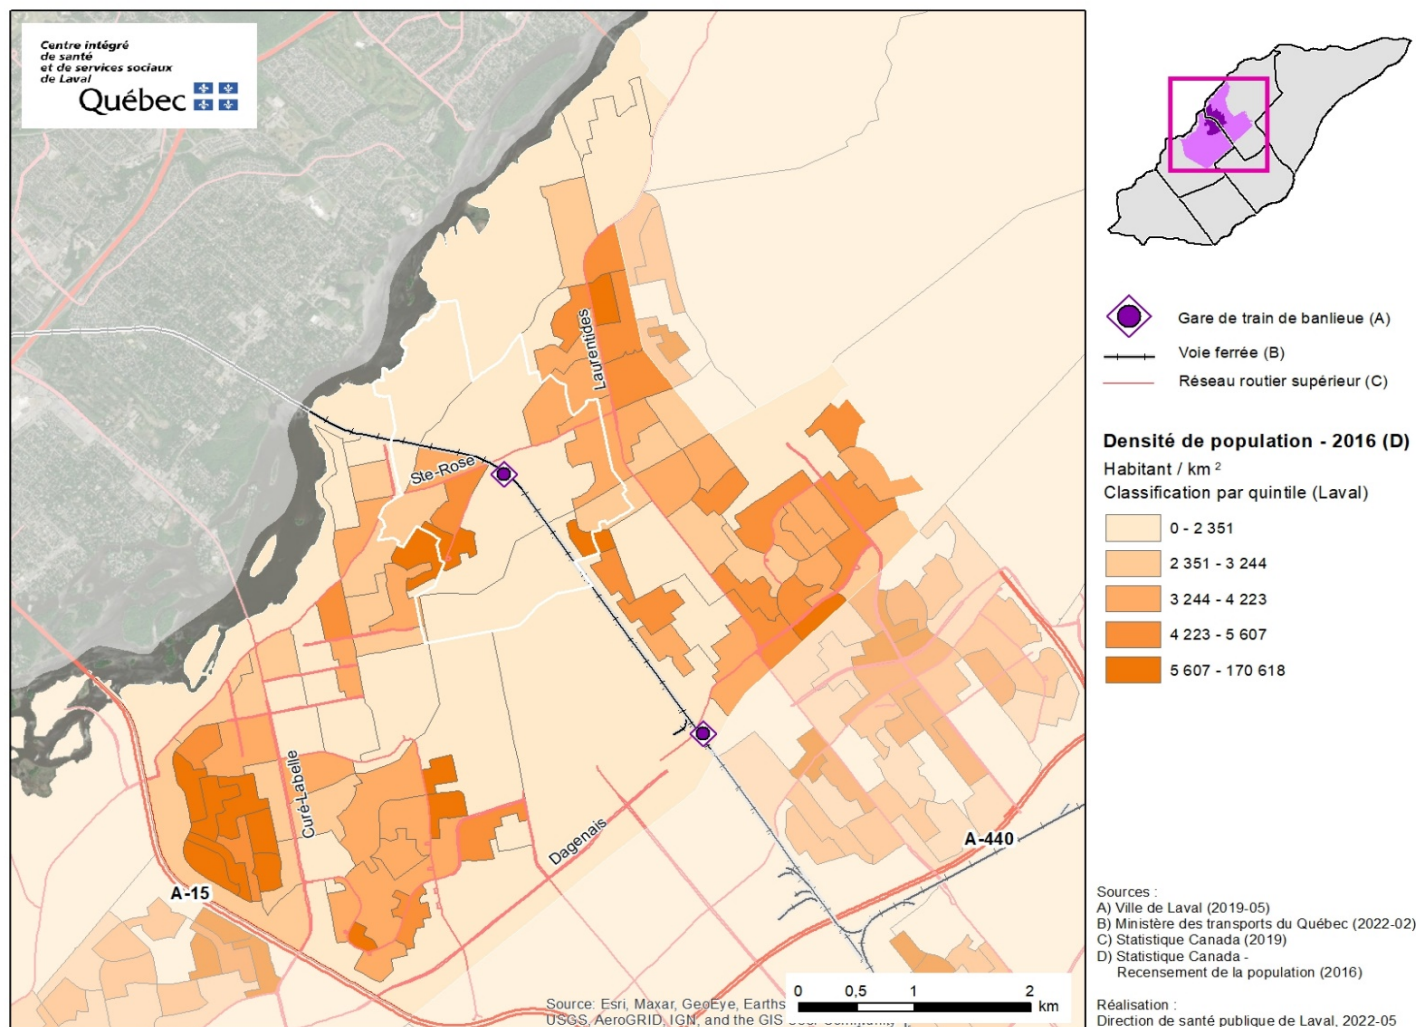 Centre intégré
de santé
et de services sociaux
de Laval
Québec
Laurentides
Ste-Rose
Curé-Labelle
Dagenais
A-15
A-440
Source: Esri, Maxar, GeoEye, Earths
USGS, AeroGRID, IGN, and the GIS
0 0,5 1 2
km
Gare de train de banlieue (A)
Voie ferrée (B)
Réseau routier supérieur (C)
Densité de population - 2016 (D)
Habitant / km ²
Classification par quintile (Laval)
0 - 2 351
2 351 - 3 244
3 244 - 4 223
4 223 - 5 607
5 607 - 170 618
Sources :
A) Ville de Laval (2019-05)
B) Ministère des transports du Québec (2022-02)
C) Statistique Canada (2019)
D) Statistique Canada -
Recensement de la population (2016)
Réalisation :
Direction de santé publique de Laval, 2022-05